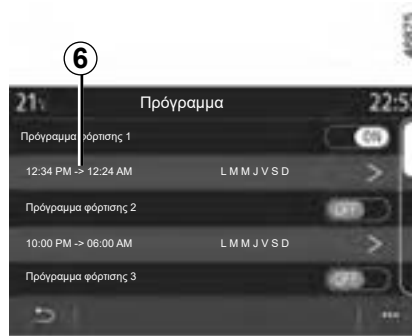 6
21 Πρόγραμμα 22:5
Πρόγραμμα φόρτισης 1 ON
12:34 PM -> 12:24 AM L M M J V S D >
Πρόγραμμα φόρτισης 2 OFF
10:00 PM -> 06:00 AM L M M J V S D >
Πρόγραμμα φόρτισης 3 OFF